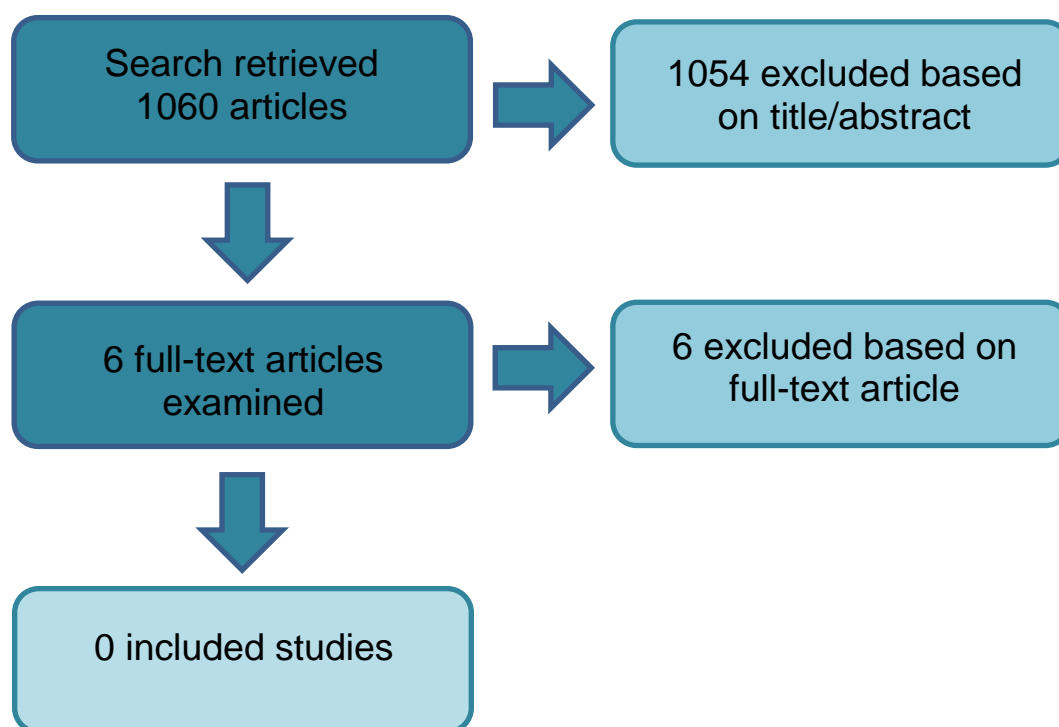 Search retrieved
1060 articles
1054 excluded based
on title/abstract
6 full-text articles
examined
6 excluded based on
full-text article
0 included studies